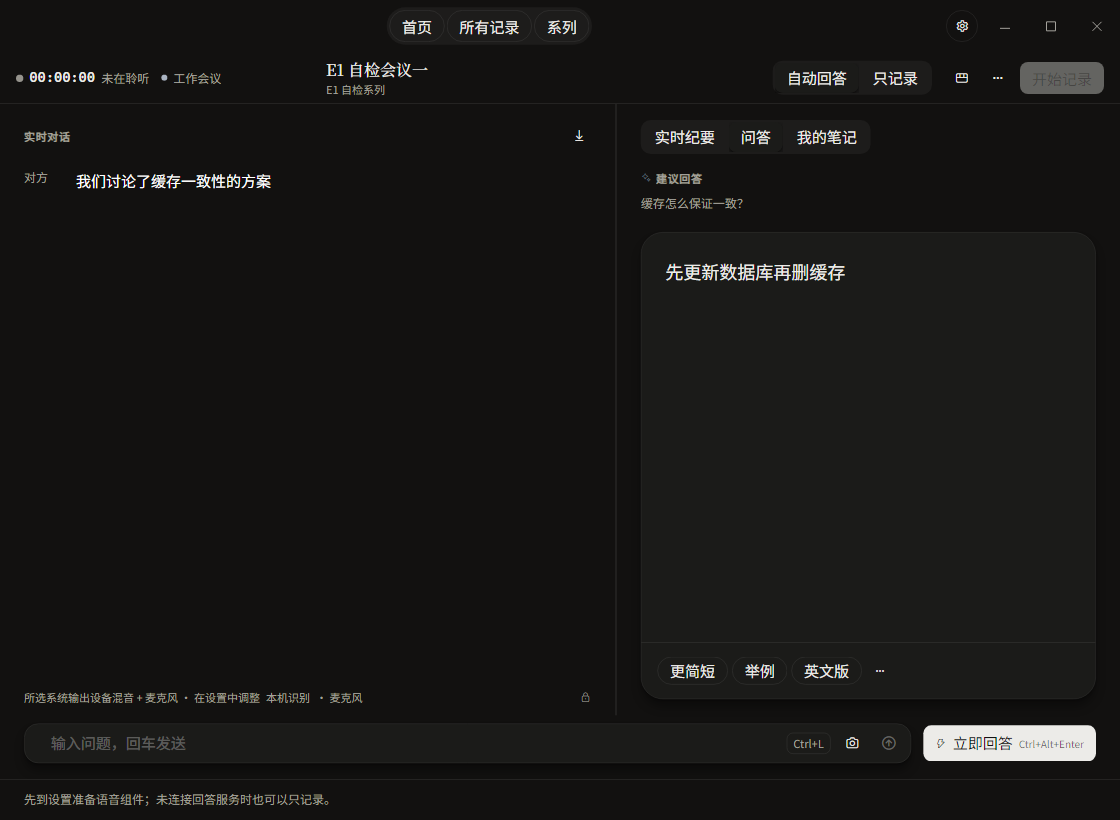 首页 所有记录 系列
00:00:00 未在聆听 工作会议
E1 自检会议一
E1 自检系列
自动回答 只记录 开始记录
实时对话
对方 我们讨论了缓存一致性的方案
实时纪要 问答 我的笔记
建议回答
缓存怎么保证一致?
先更新数据库再删缓存
更简短 举例 英文版
所选系统输出设备混音 + 麦克风 · 在设置中调整 本机识别 · 麦克风
输入问题，回车发送 Ctrl+L
立即回答 Ctrl+Alt+Enter
先到设置准备语音组件；未连接回答服务时也可以只记录。